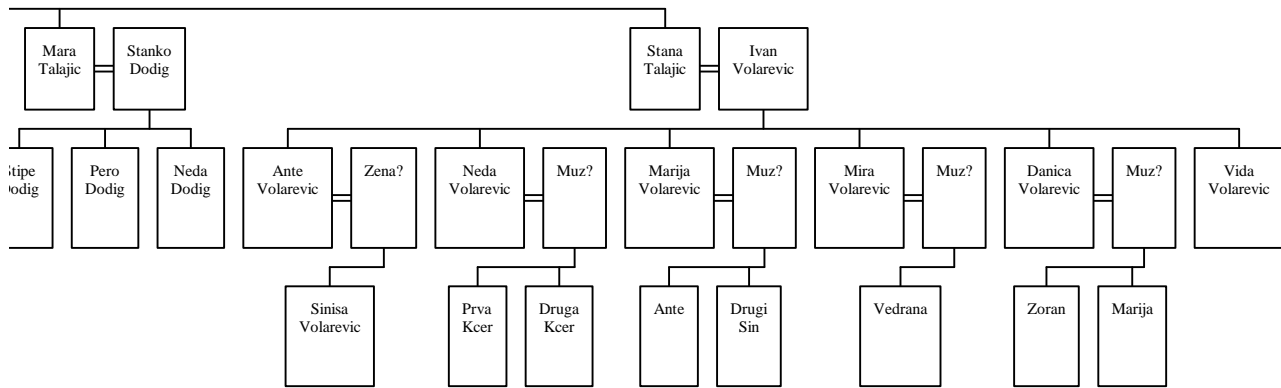 Mara
Talajic
Stanko
Dodig
Stana
Talajic
Ivan
Volarevic
Pero
Dodig
Neda
Dodig
Ante
Volarevic
Zena?
Neda
Volarevic
Muz?
Marija
Volarevic
Muz?
Mira
Volarevic
Muz?
Danica
Volarevic
Muz?
Vida
Volarevic
Sinisa
Volarevic
Prva
Kcer
Druga
Kcer
Ante
Drugi
Sin
Vedrana
Zoran
Marija